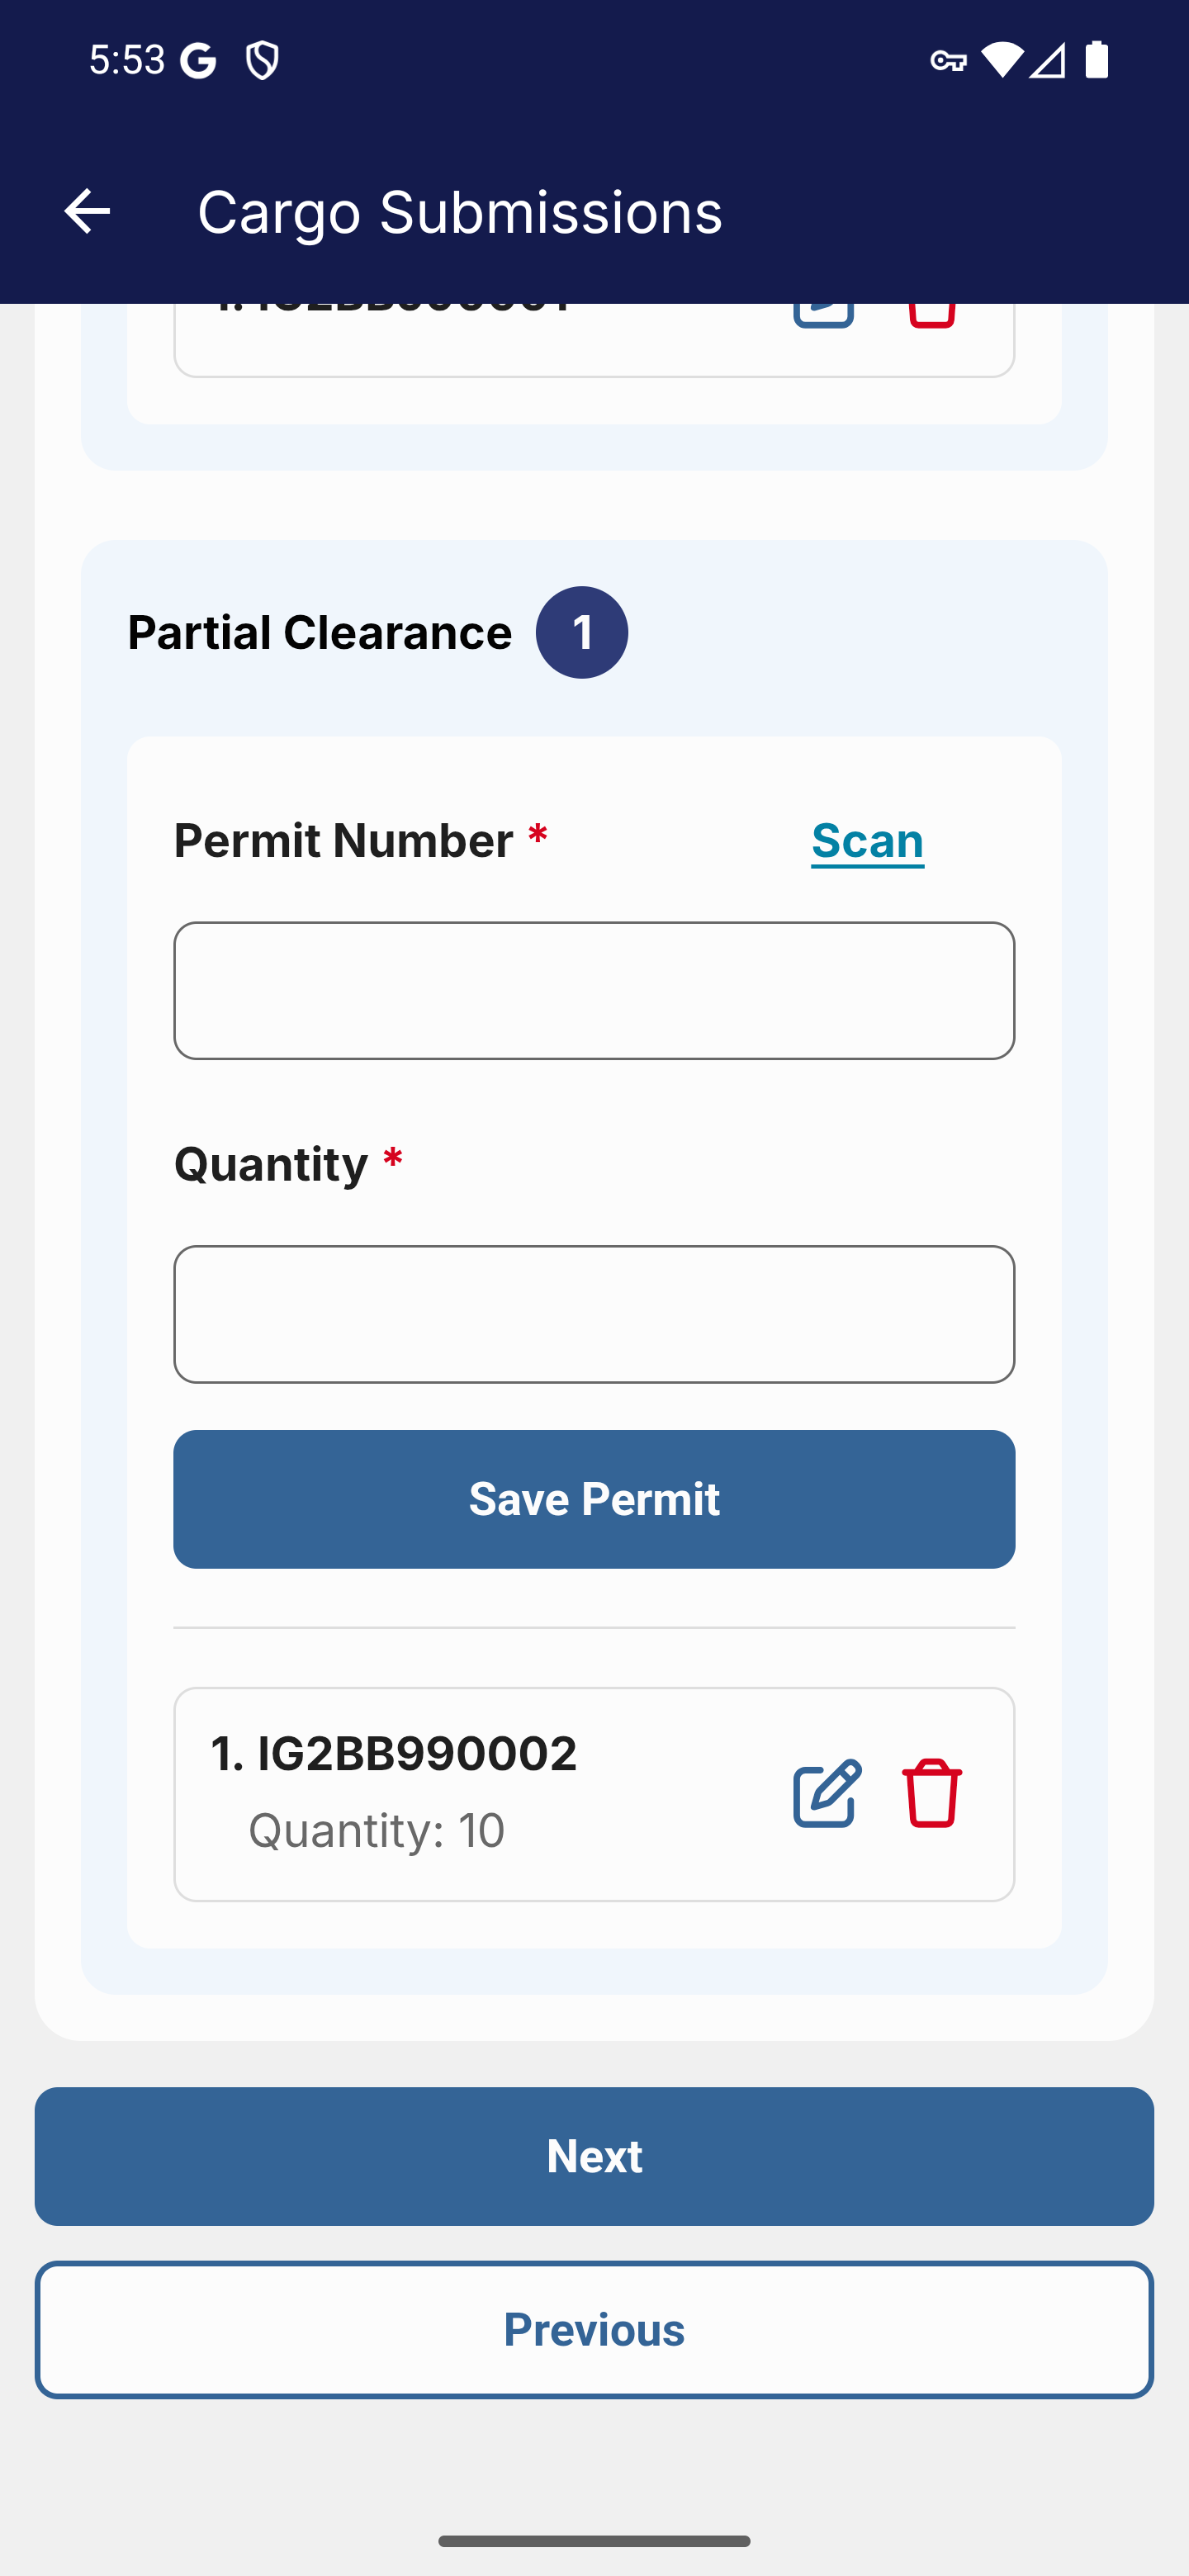 5:53
Cargo Submissions
Partial Clearance 1
Permit Number * Scan
Quantity *
Save Permit
1. IG2BB990002
Quantity: 10
Next
Previous